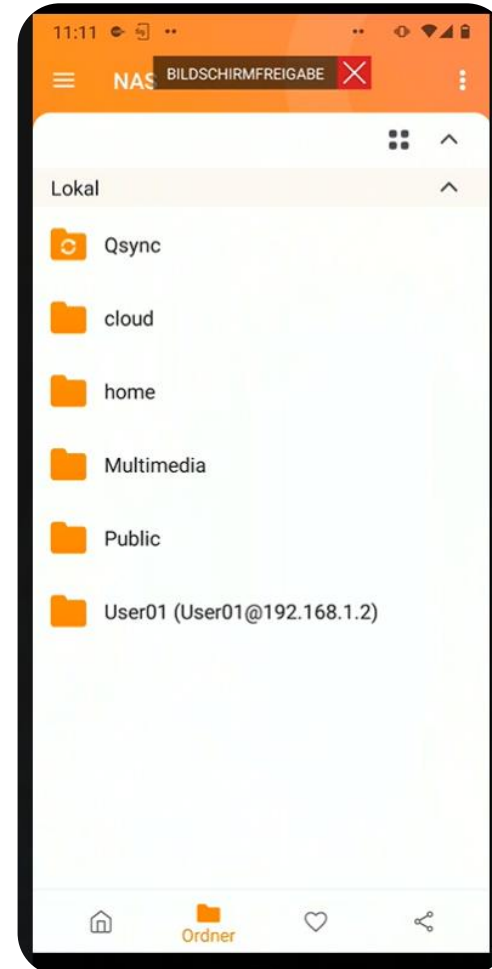 11:11
NAS
BILDSCHIRMFREIGABE
Lokal
Qsync
cloud
home
Multimedia
Public
User01 (User01@192.168.1.2)
Ordner